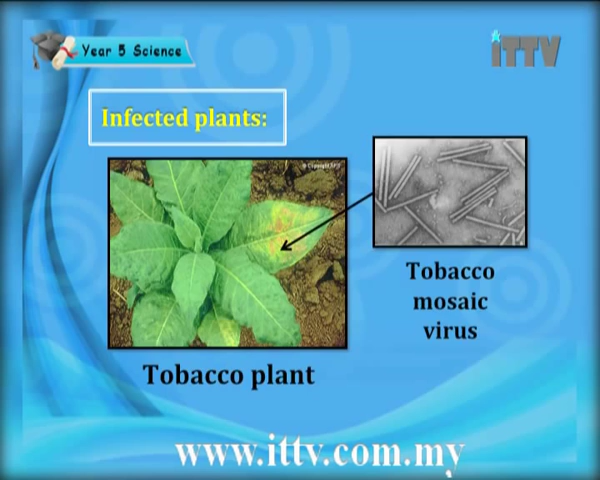 Year 5 Science
iTTV
Infected plants:
Tobacco
mosaic
virus
Tobacco plant
www.ittv.com.my